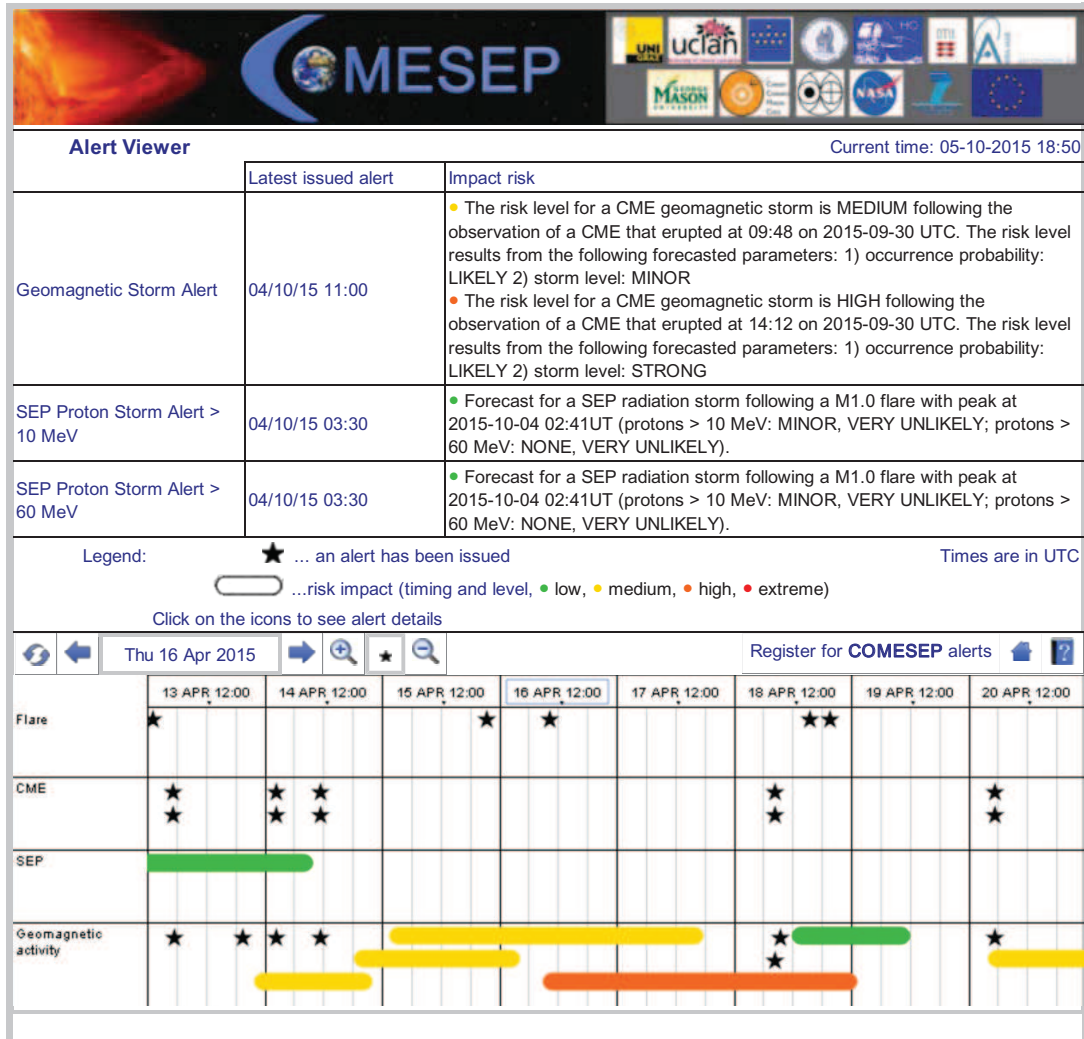 COMESEP
UNI
GRAZ
uclan
GEORGE
MASON
UNIVERSITY
NASA
Alert Viewer
Current time: 05-10-2015 18:50
Latest issued alert
Impact risk
Geomagnetic Storm Alert
04/10/15 11:00
• The risk level for a CME geomagnetic storm is MEDIUM following the
observation of a CME that erupted at 09:48 on 2015-09-30 UTC. The risk level
results from the following forecasted parameters: 1) occurrence probability:
LIKELY 2) storm level: MINOR
• The risk level for a CME geomagnetic storm is HIGH following the
observation of a CME that erupted at 14:12 on 2015-09-30 UTC. The risk level
results from the following forecasted parameters: 1) occurrence probability:
LIKELY 2) storm level: STRONG
SEP Proton Storm Alert >
10 MeV
04/10/15 03:30
• Forecast for a SEP radiation storm following a M1.0 flare with peak at
2015-10-04 02:41UT (protons > 10 MeV: MINOR, VERY UNLIKELY; protons >
60 MeV: NONE, VERY UNLIKELY).
SEP Proton Storm Alert >
60 MeV
04/10/15 03:30
• Forecast for a SEP radiation storm following a M1.0 flare with peak at
2015-10-04 02:41UT (protons > 10 MeV: MINOR, VERY UNLIKELY; protons >
60 MeV: NONE, VERY UNLIKELY).
Legend: ★ ... an alert has been issued
Times are in UTC
...risk impact (timing and level, • low, • medium, • high, • extreme)
Click on the icons to see alert details
Thu 16 Apr 2015
Register for COMESEP alerts
?
13 APR 12:00 14 APR 12:00 15 APR 12:00 16 APR 12:00 17 APR 12:00 18 APR 12:00 19 APR 12:00 20 APR 12:00
Flare
CME
SEP
Geomagnetic
activity